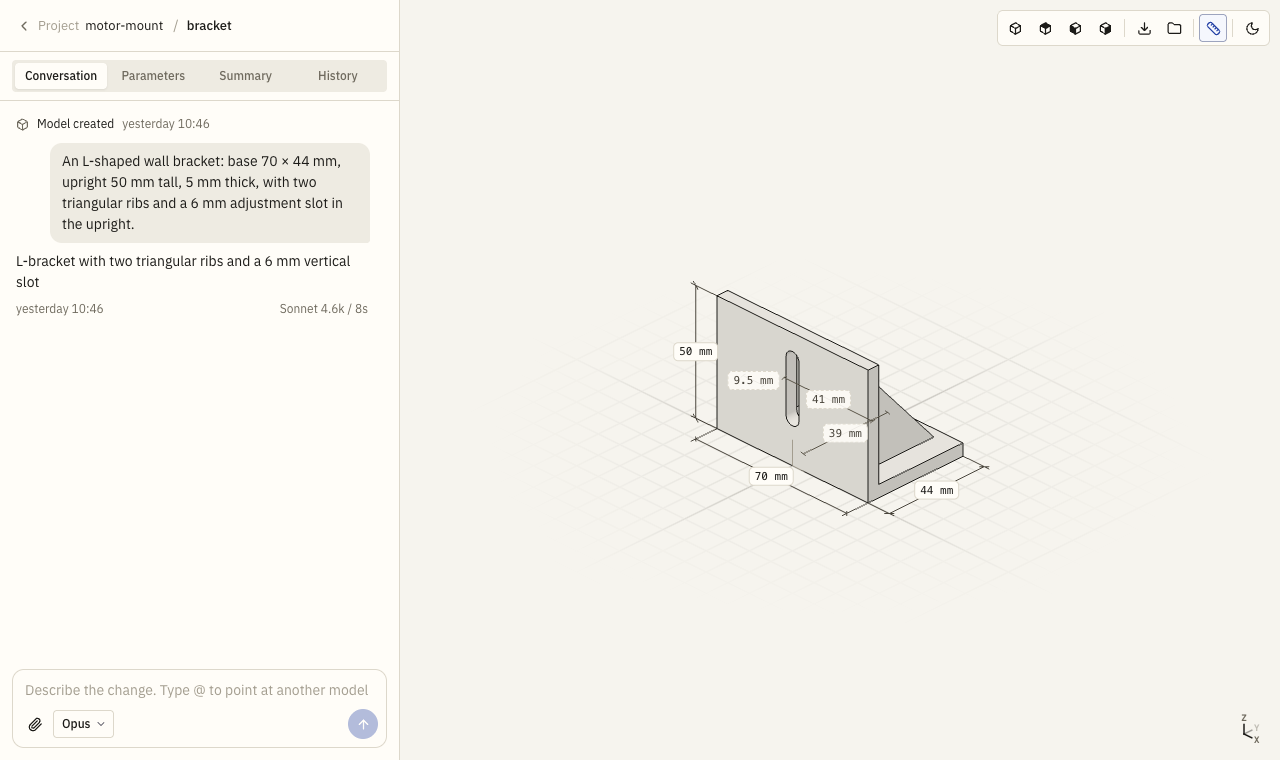 Project motor-mount / bracket
Conversation Parameters Summary History
Model created yesterday 10:46
An L-shaped wall bracket: base 70 × 44 mm,
upright 50 mm tall, 5 mm thick, with two
triangular ribs and a 6 mm adjustment slot in
the upright.
L-bracket with two triangular ribs and a 6 mm vertical
slot
yesterday 10:46 Sonnet 4.6k / 8s
Describe the change. Type @ to point at another model
Opus
50 mm
9.5 mm
41 mm
39 mm
70 mm
44 mm
Z
Y
X